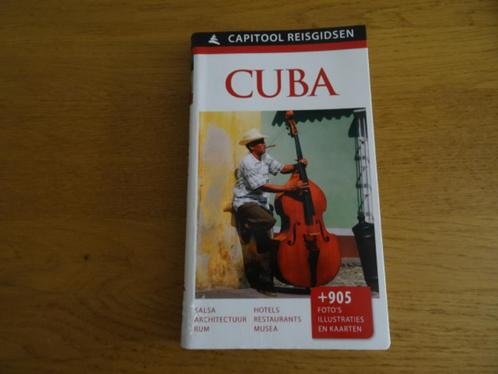 CAPITOOL REISGIDSEN
CUBA
SALSA
ARCHITECTUUR
RUM
HOTELS
RESTAURANTS
MUSEA
+905
FOTO'S
ILLUSTRATIES
EN KAARTEN